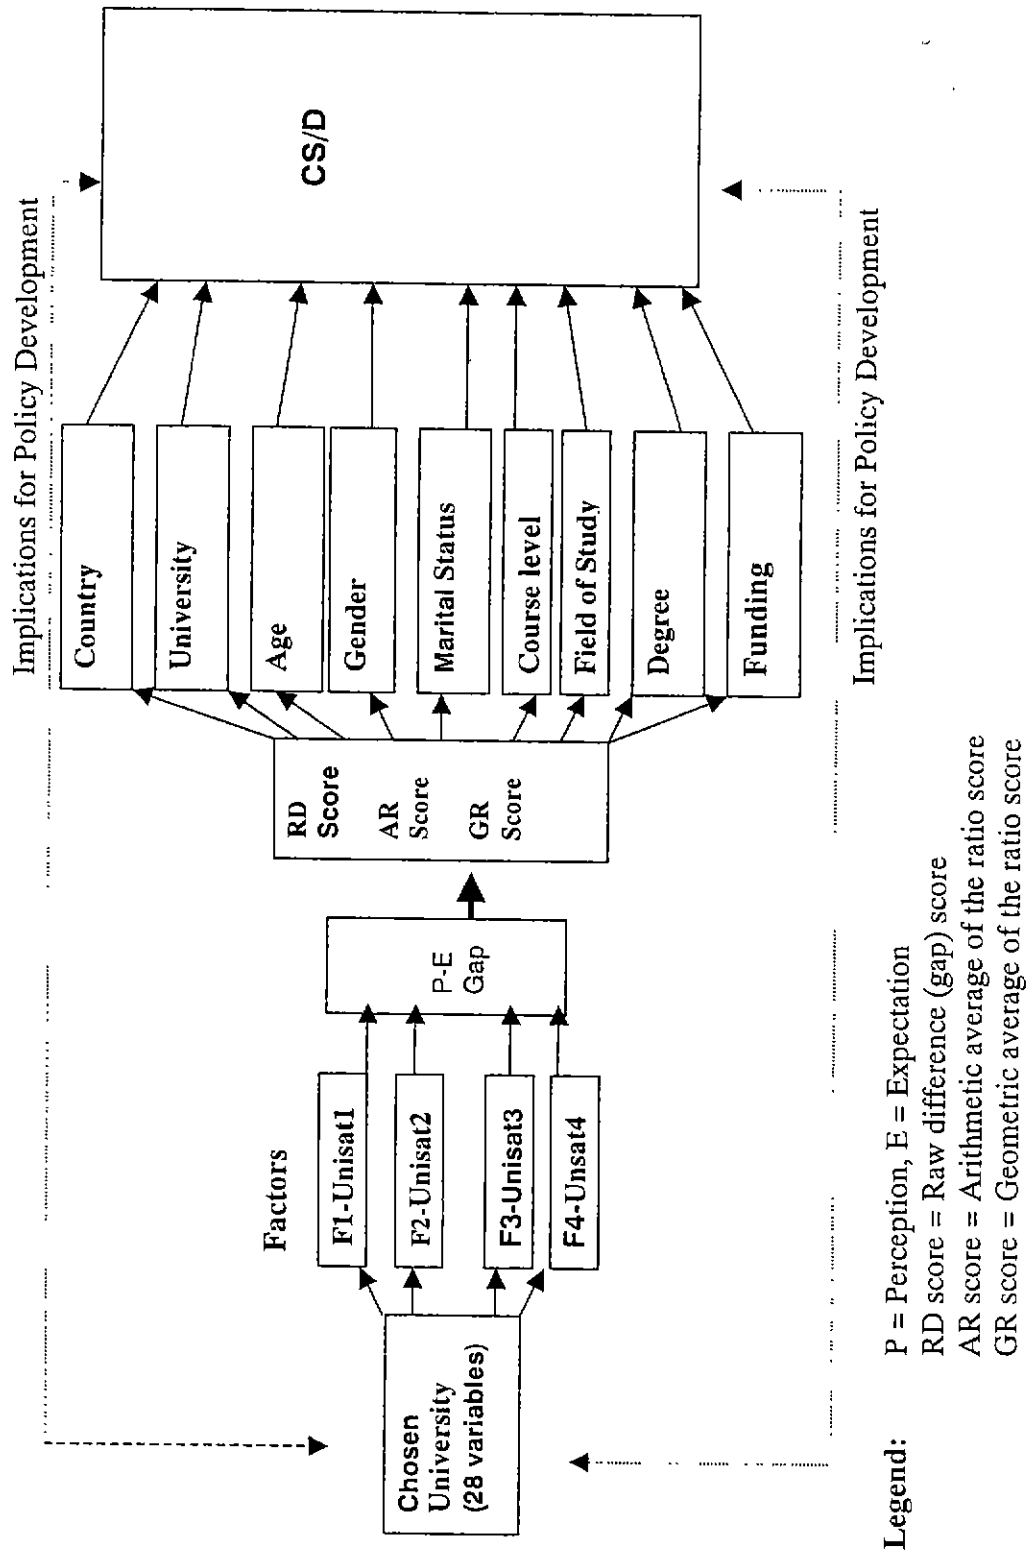 Implications for Policy Development
Factors
Chosen
University
(28 variables)
F1-Unisat1
F2-Unisat2
F3-Unisat3
F4-Unsat4
P-E
Gap
RD
Score
AR
Score
GR
Score
Country
University
Age
Gender
Marital Status
Course level
Field of Study
Degree
Funding
CS/D
Implications for Policy Development
Legend:
P = Perception, E = Expectation
RD score = Raw difference (gap) score
AR score = Arithmetic average of the ratio score
GR score = Geometric average of the ratio score